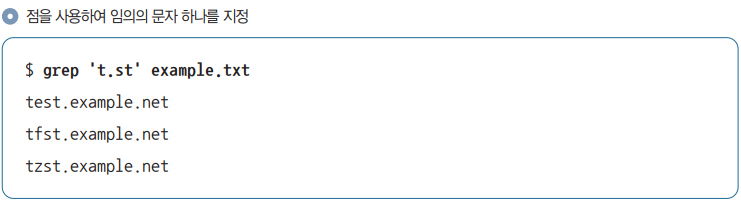 점을 사용하여 임의의 문자 하나를 지정
$ grep 't.st' example.txt
test.example.net
tfst.example.net
tzst.example.net